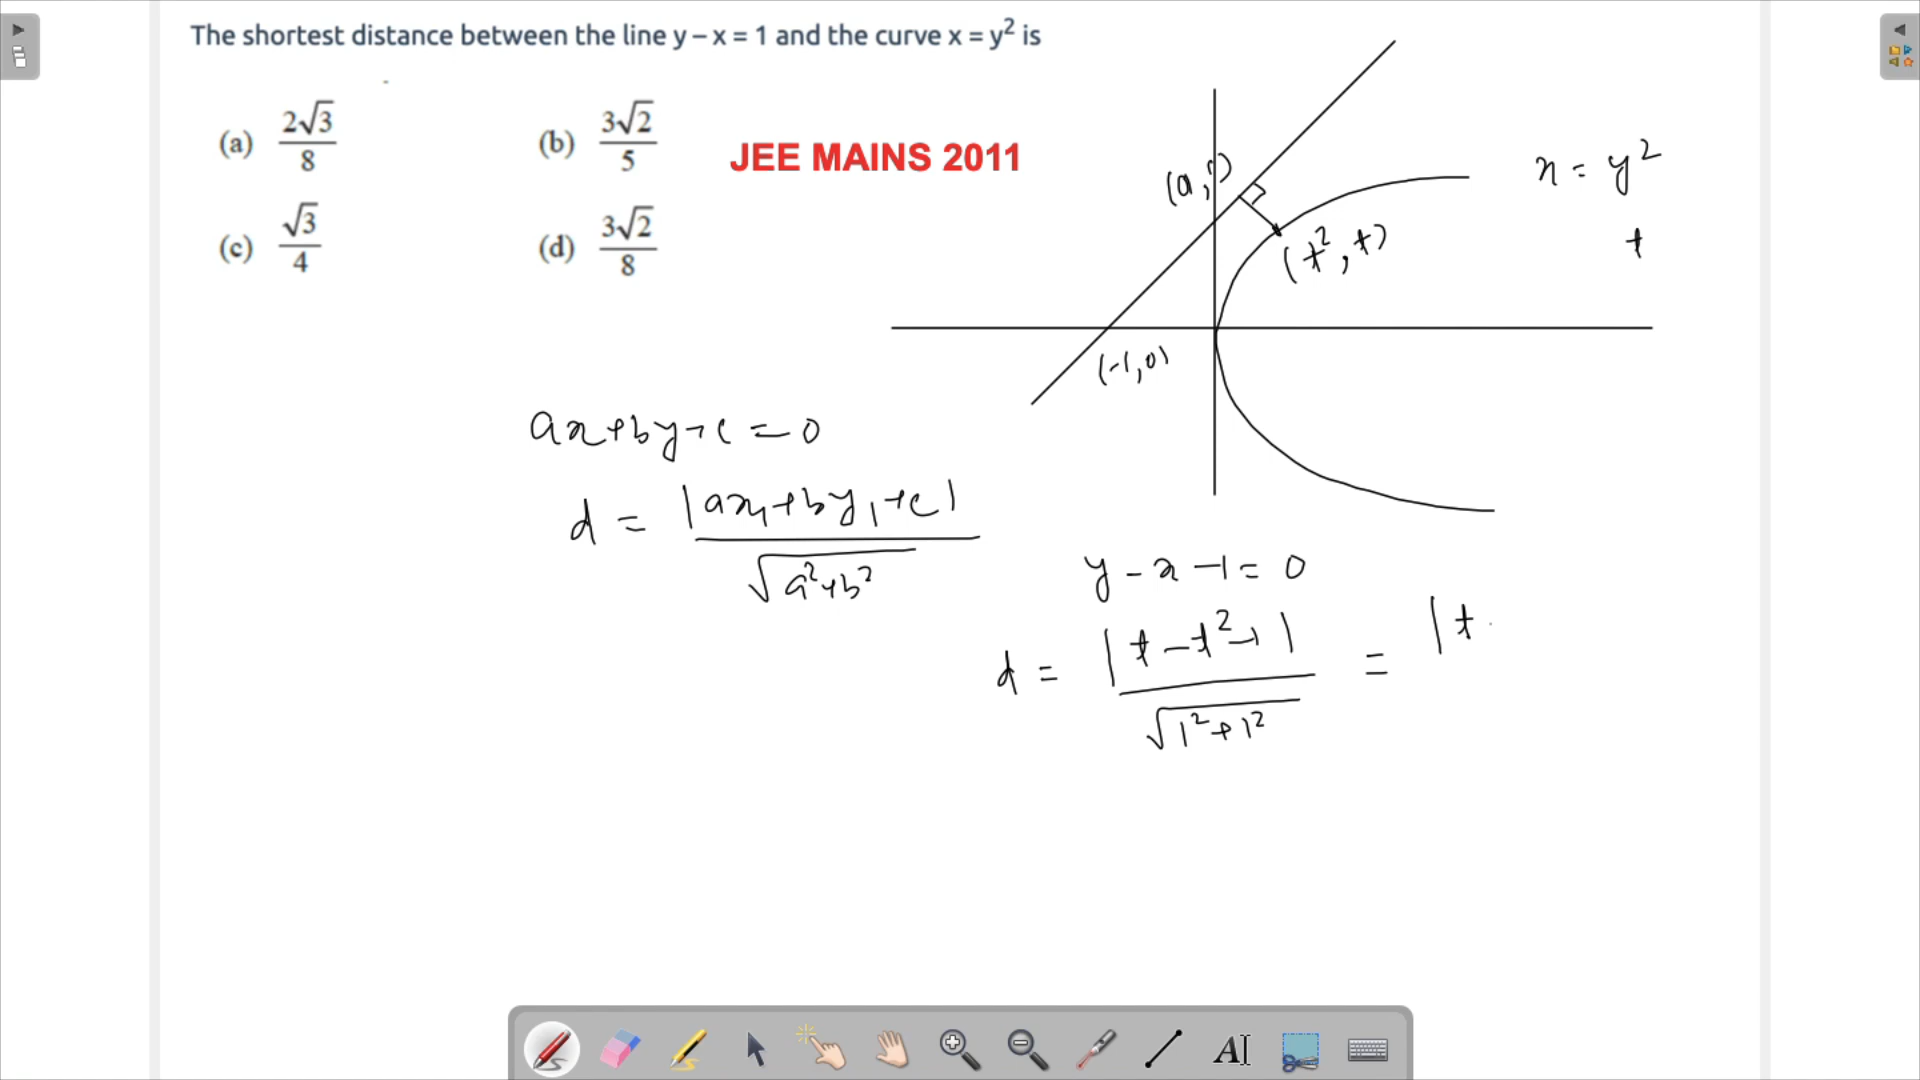 The shortest distance between the line y – x = 1 and the curve x = y² is
(a) 2√3/8
(b) 3√2/5
(c) √3/4
(d) 3√2/8
JEE MAINS 2011
x = y²
t
(t², t)
(-1,0)
ax+by+c = 0
d = |ax₁+by₁+c| / √(a²+b²)
y - x - 1 = 0
d = |t - t² - 1| / √(1²+1²) = |t
AI